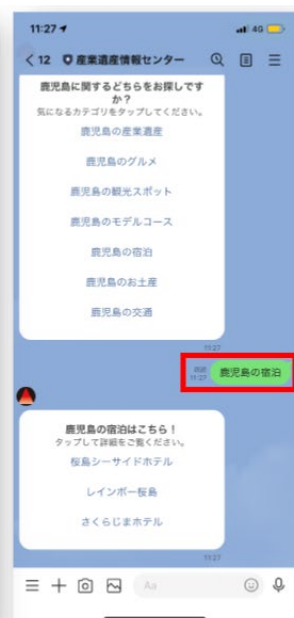 11:27
4G
12 産業遺産情報センター
鹿児島に関するどちらをお探しです
か？
気になるカテゴリをタップしてください。
鹿児島の産業遺産
鹿児島のグルメ
鹿児島の観光スポット
鹿児島のモデルコース
鹿児島の宿泊
鹿児島のお土産
鹿児島の交通
11:27
既読
11:27
鹿児島の宿泊
鹿児島の宿泊はこちら！
タップして詳細をご覧ください。
桜島シーサイドホテル
レインボー桜島
さくらじまホテル
11:27
Aa